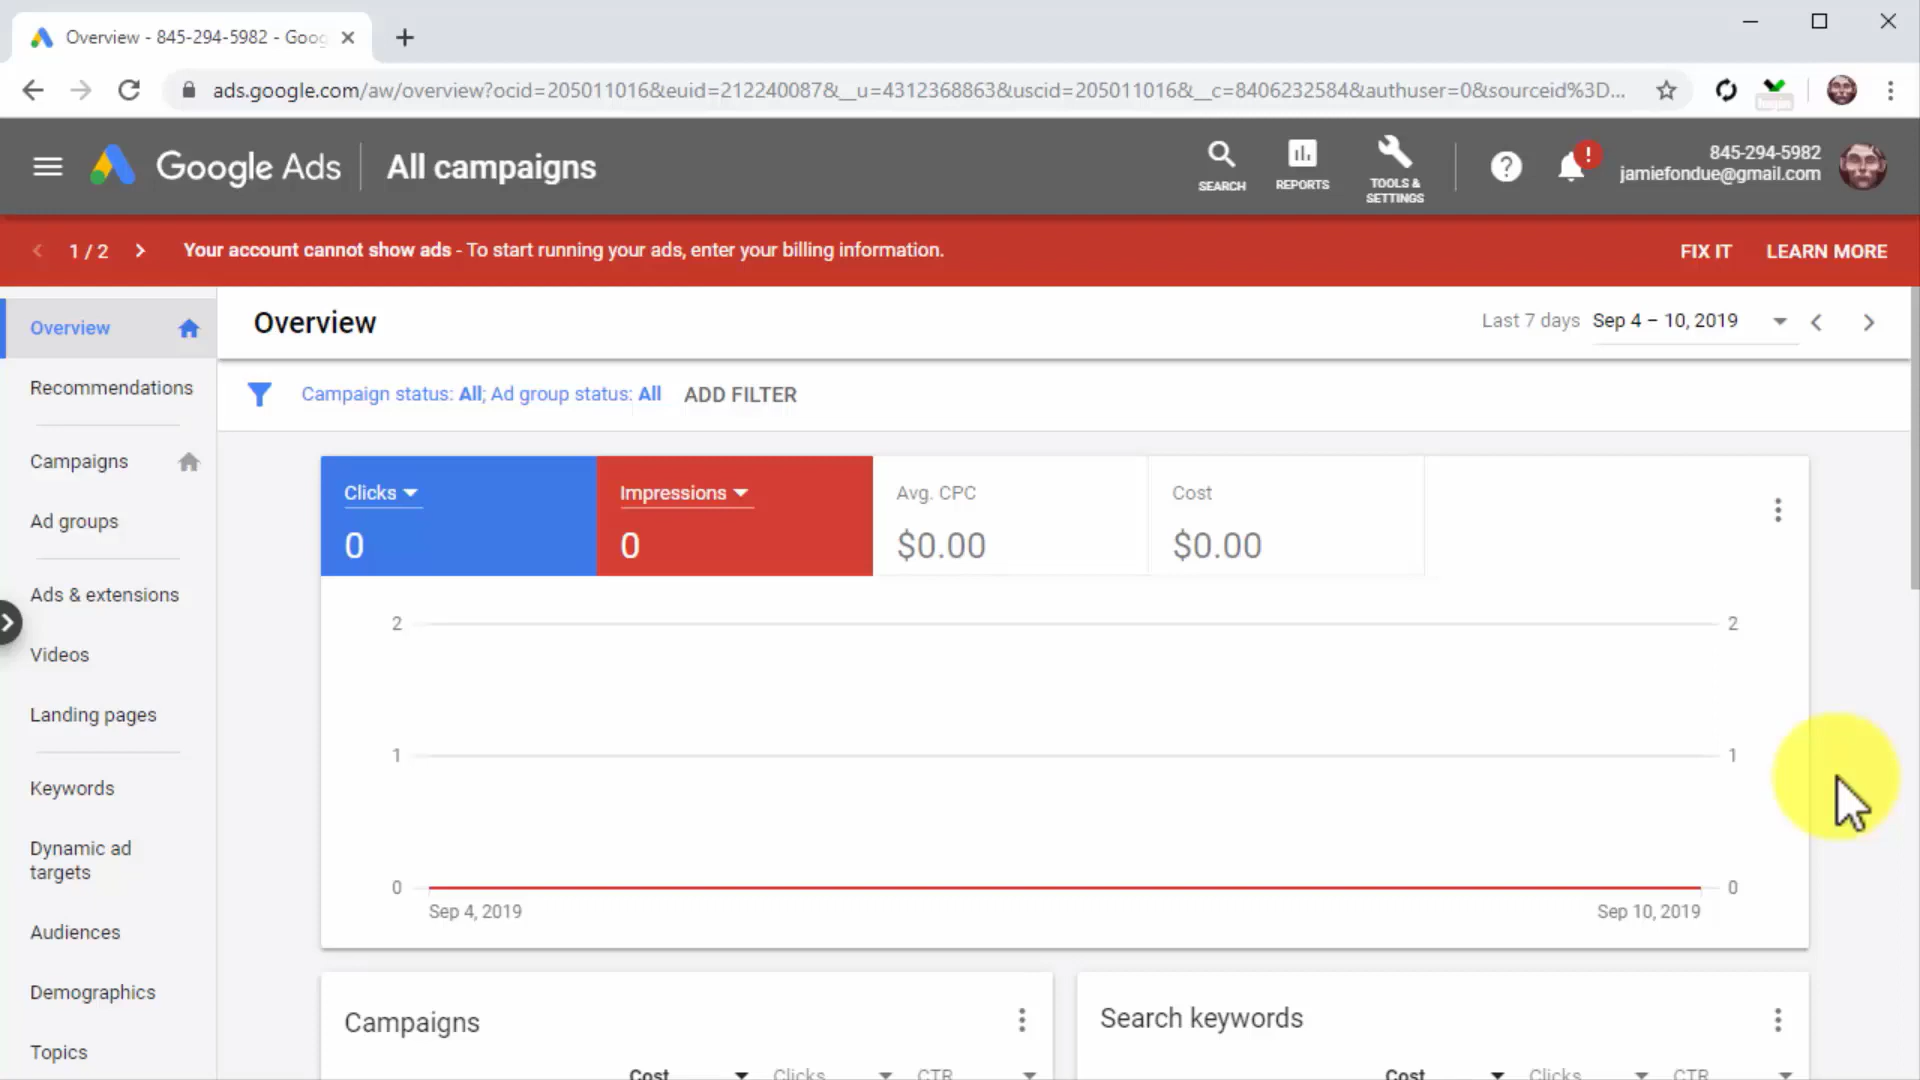 Overview - 845-294-5982 - Goog
ads.google.com/aw/overview?ocid=205011016&euid=212240087&__u=4312368863&uscid=205011016&__c=8406232584&authuser=0&sourceid%3D...
login
Google Ads
All campaigns
SEARCH
REPORTS
TOOLS &
SETTINGS
?
!
845-294-5982
jamiefondue@gmail.com
1 / 2
Your account cannot show ads - To start running your ads, enter your billing information.
FIX IT
LEARN MORE
Overview
Recommendations
Campaigns
Ad groups
Ads & extensions
Videos
Landing pages
Keywords
Dynamic ad
targets
Audiences
Demographics
Topics
Overview
Last 7 days
Sep 4 – 10, 2019
Campaign status: All; Ad group status: All
ADD FILTER
Clicks
0
Impressions
0
Avg. CPC
$0.00
Cost
$0.00
2
2
1
1
0
0
Sep 4, 2019
Sep 10, 2019
Campaigns
Cost
Clicks
CTR
Search keywords
Cost
Clicks
CTR